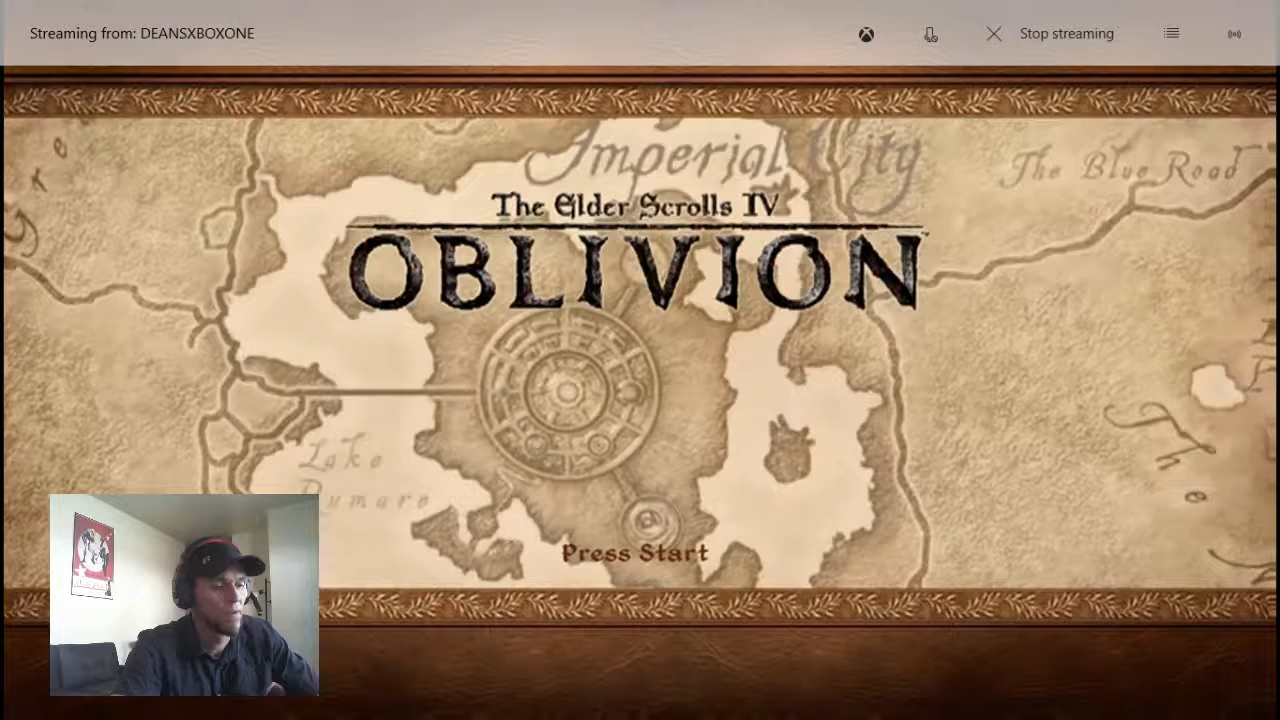 Streaming from: DEANSXBOXONE
Stop streaming
Imperial City
The Blue Road
The Elder Scrolls IV
OBLIVION
Lake
Rumare
Press Start